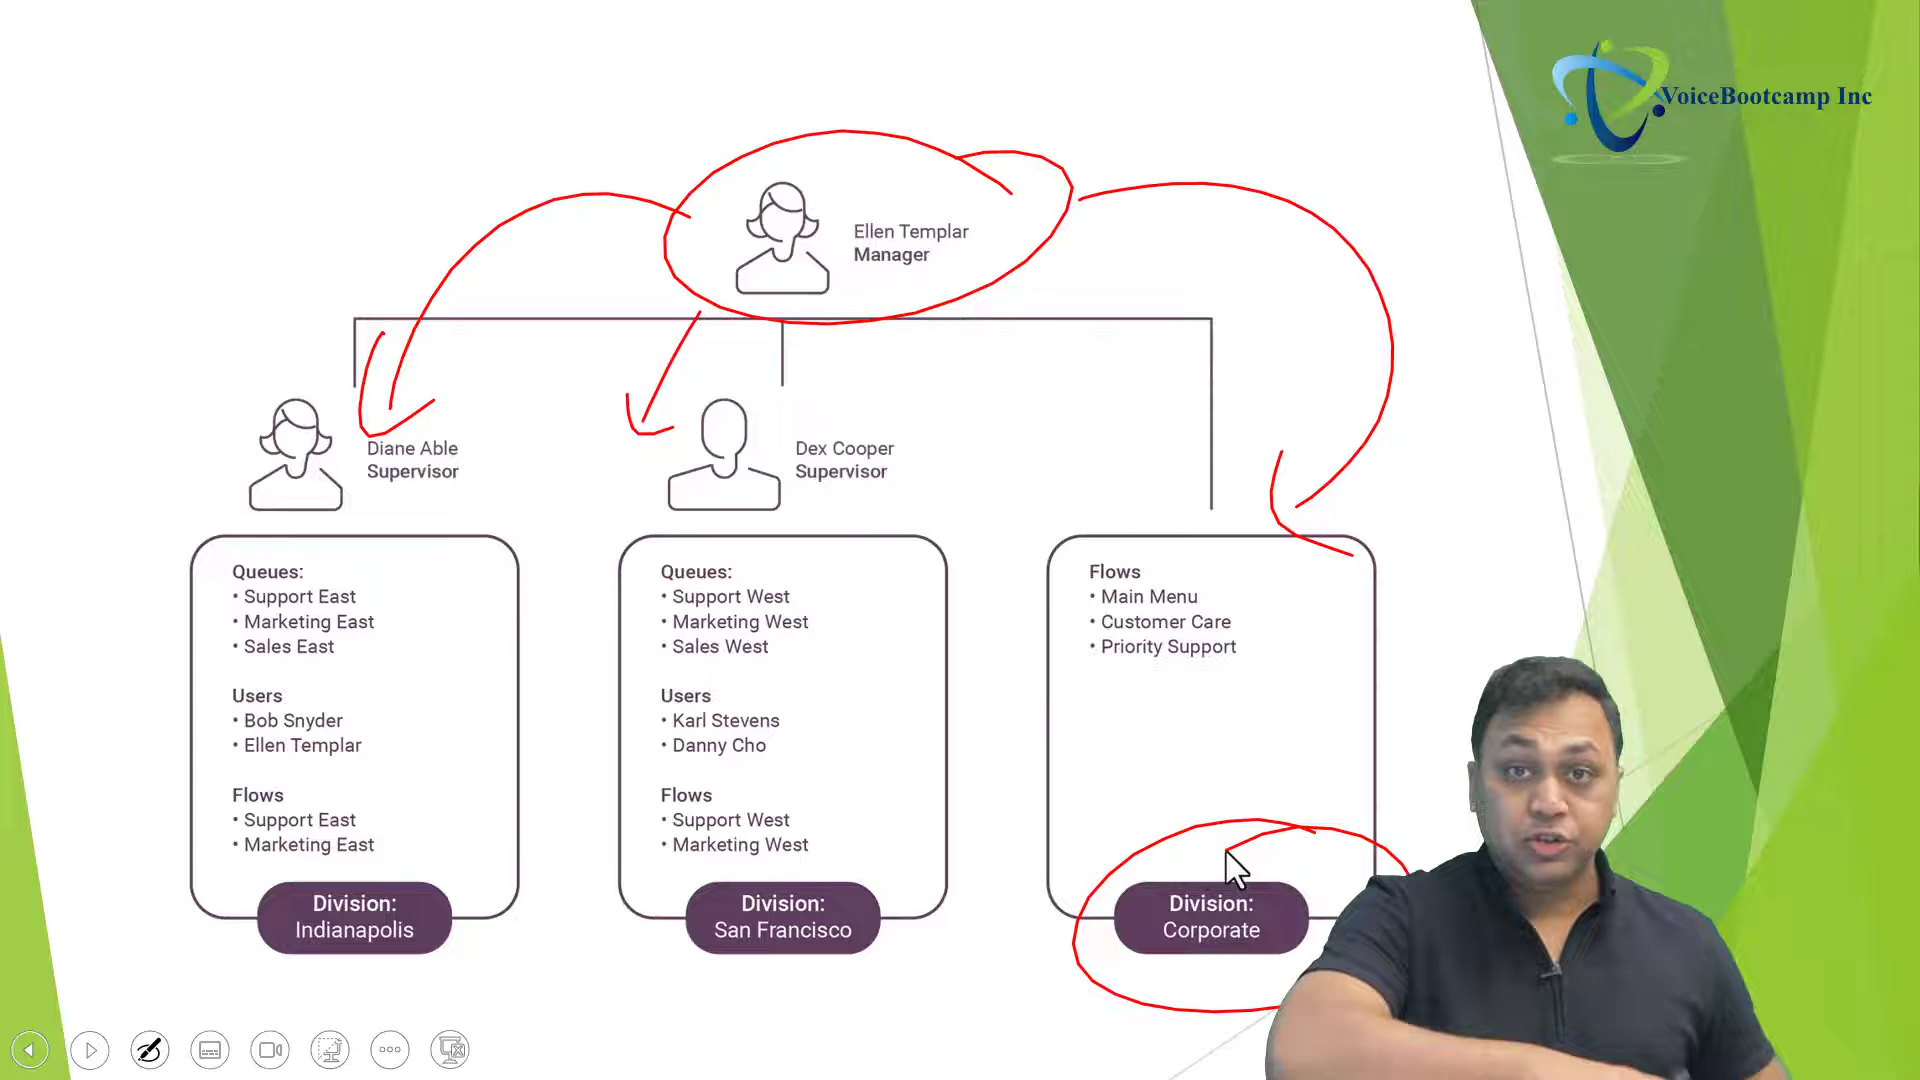 VoiceBootcamp Inc
Ellen Templar
Manager
Diane Able
Supervisor
Dex Cooper
Supervisor
Queues:
• Support East
• Marketing East
• Sales East
Users
• Bob Snyder
• Ellen Templar
Flows
• Support East
• Marketing East
Division:
Indianapolis
Queues:
• Support West
• Marketing West
• Sales West
Users
• Karl Stevens
• Danny Cho
Flows
• Support West
• Marketing West
Division:
San Francisco
Flows
• Main Menu
• Customer Care
• Priority Support
Division:
Corporate